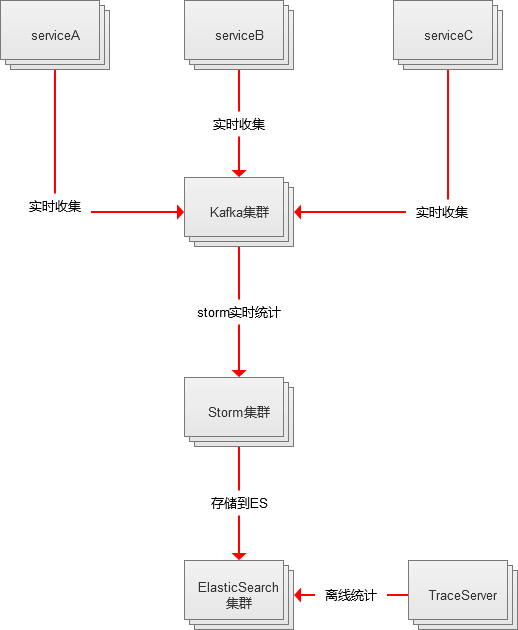 serviceA
serviceB
serviceC
实时收集
实时收集
Kafka集群
实时收集
storm实时统计
Storm集群
存储到ES
ElasticSearch
集群
离线统计
TraceServer